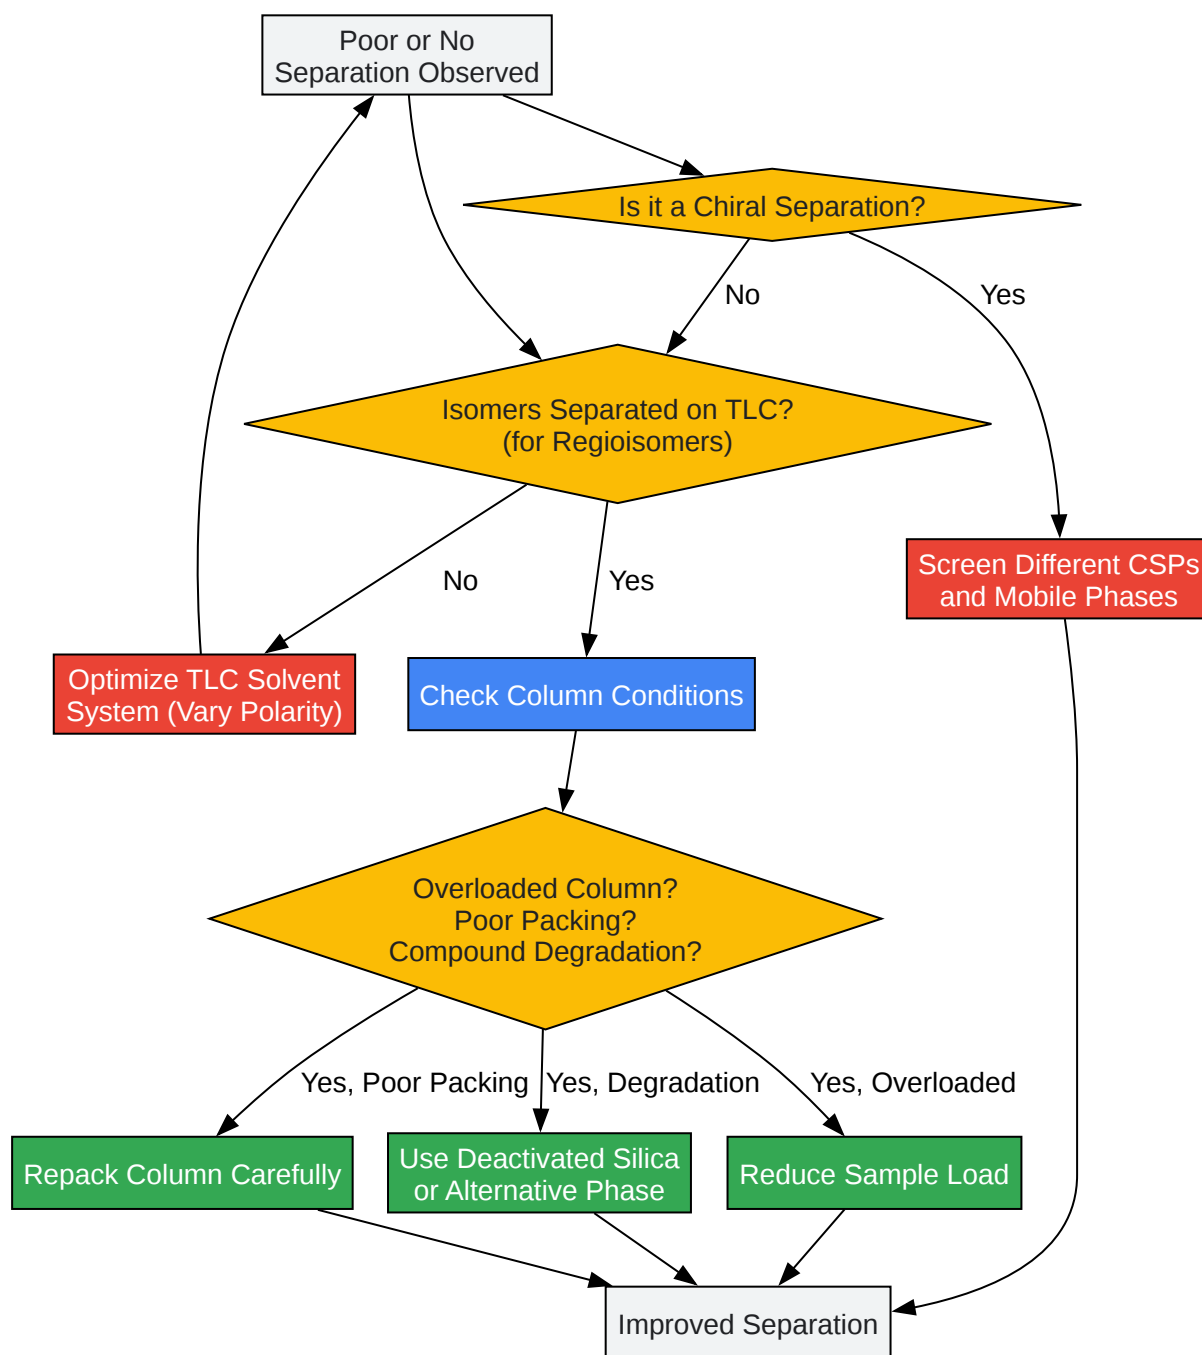 Poor or No
Separation Observed
Is it a Chiral Separation?
No
Yes
Isomers Separated on TLC?
(for Regioisomers)
No
Yes
Screen Different CSPs
and Mobile Phases
Optimize TLC Solvent
System (Vary Polarity)
Check Column Conditions
Overloaded Column?
Poor Packing?
Compound Degradation?
Yes, Poor Packing
Yes, Degradation
Yes, Overloaded
Repack Column Carefully
Use Deactivated Silica
or Alternative Phase
Reduce Sample Load
Improved Separation